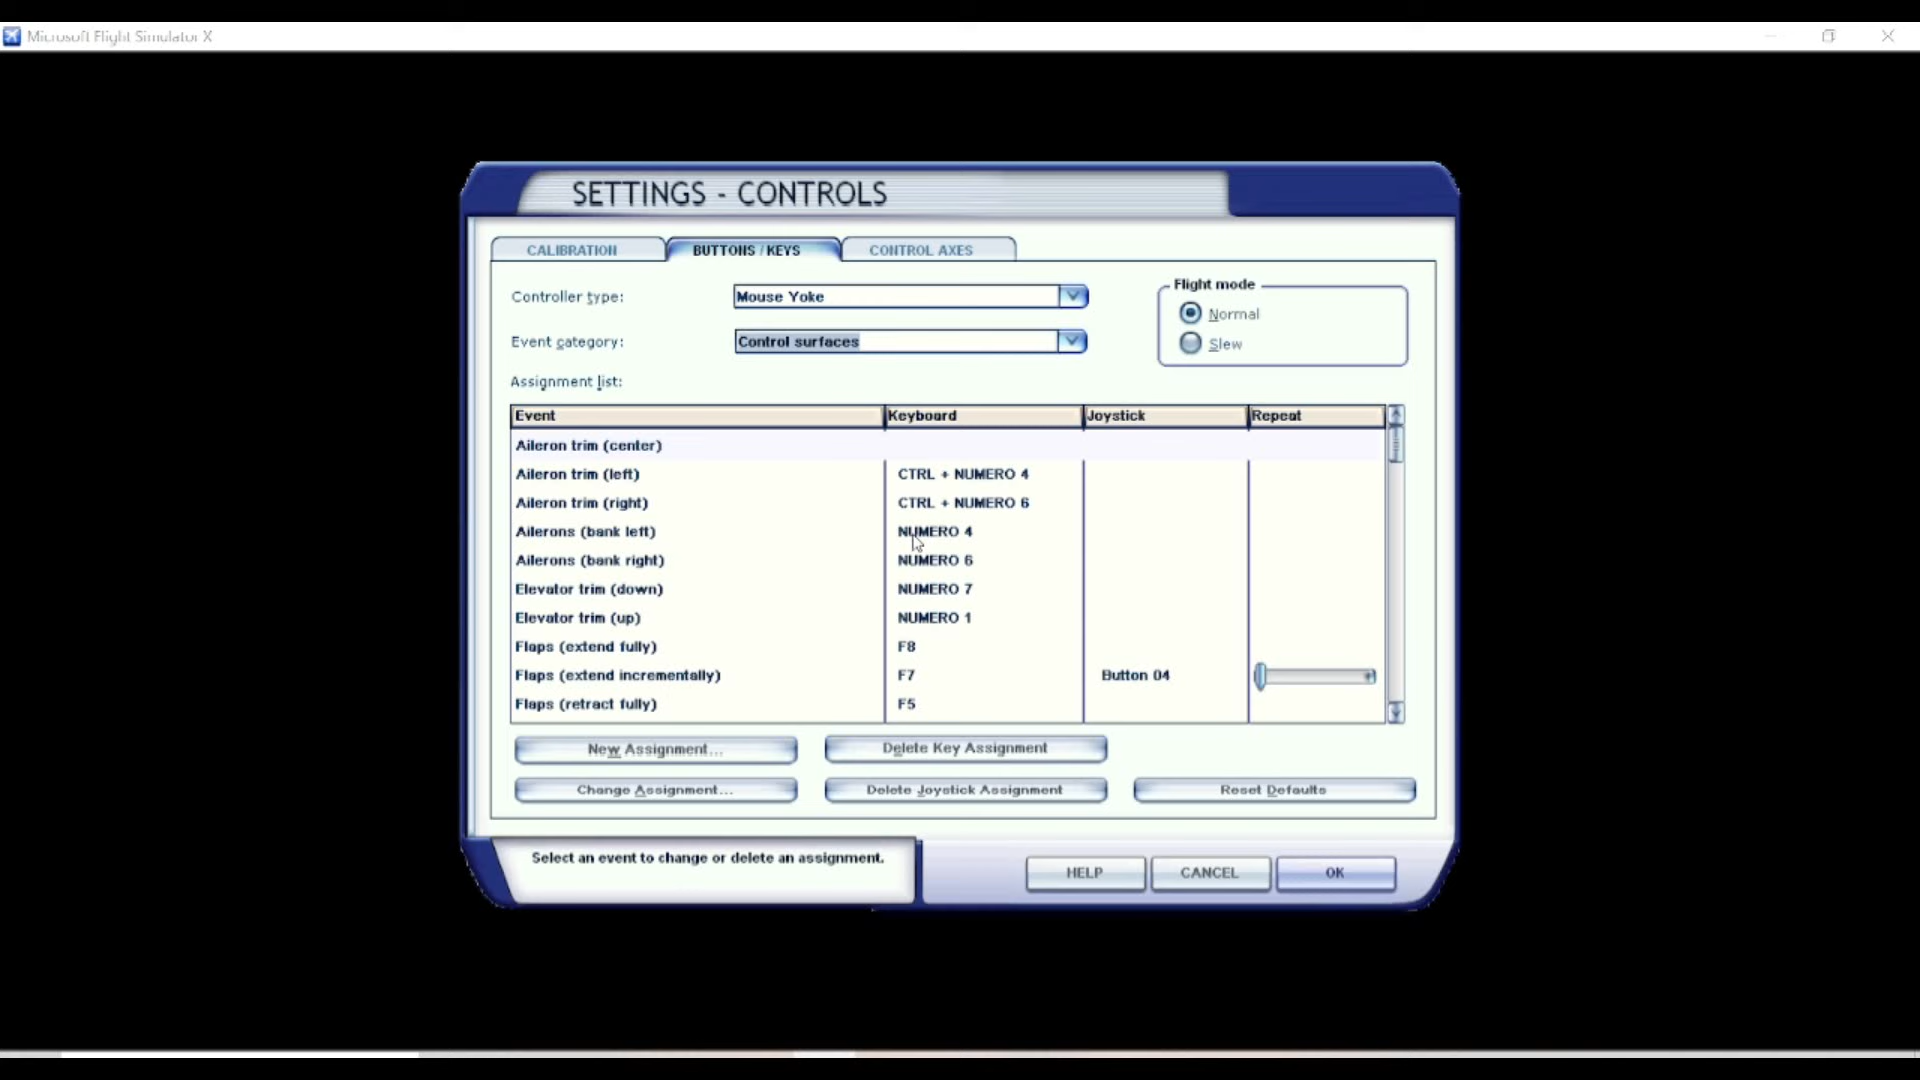 Microsoft Flight Simulator X
SETTINGS - CONTROLS
CALIBRATION
BUTTONS / KEYS
CONTROL AXES
Controller type:
Mouse Yoke
Event category:
Control surfaces
Flight mode
Normal
Slew
Assignment list:
Event Keyboard Joystick Repeat
Aileron trim (center)
Aileron trim (left) CTRL + NUMERO 4
Aileron trim (right) CTRL + NUMERO 6
Ailerons (bank left) NUMERO 4
Ailerons (bank right) NUMERO 6
Elevator trim (down) NUMERO 7
Elevator trim (up) NUMERO 1
Flaps (extend fully) F8
Flaps (extend incrementally) F7 Button 04
Flaps (retract fully) F5
New Assignment...
Delete Key Assignment
Change Assignment...
Delete Joystick Assignment
Reset Defaults
Select an event to change or delete an assignment.
HELP
CANCEL
OK